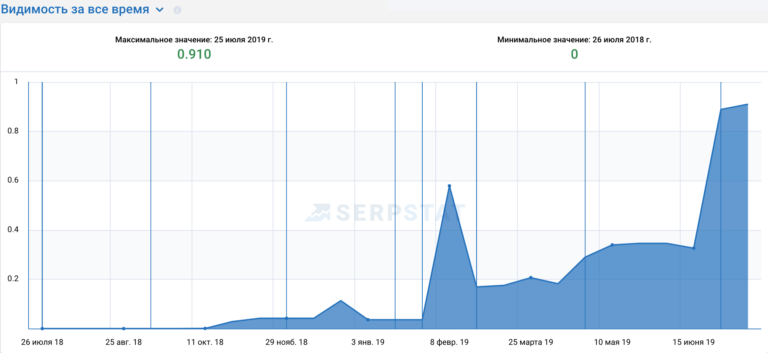 Видимость за все время
Максимальное значение: 25 июля 2019 г.
0.910
Минимальное значение: 26 июля 2018 г.
0
1
0.8
0.6
0.4
0.2
SERPSTAT
26 июля 18
25 авг. 18
11 окт. 18
29 нояб. 18
3 янв. 19
8 февр. 19
25 марта 19
10 мая 19
15 июня 19